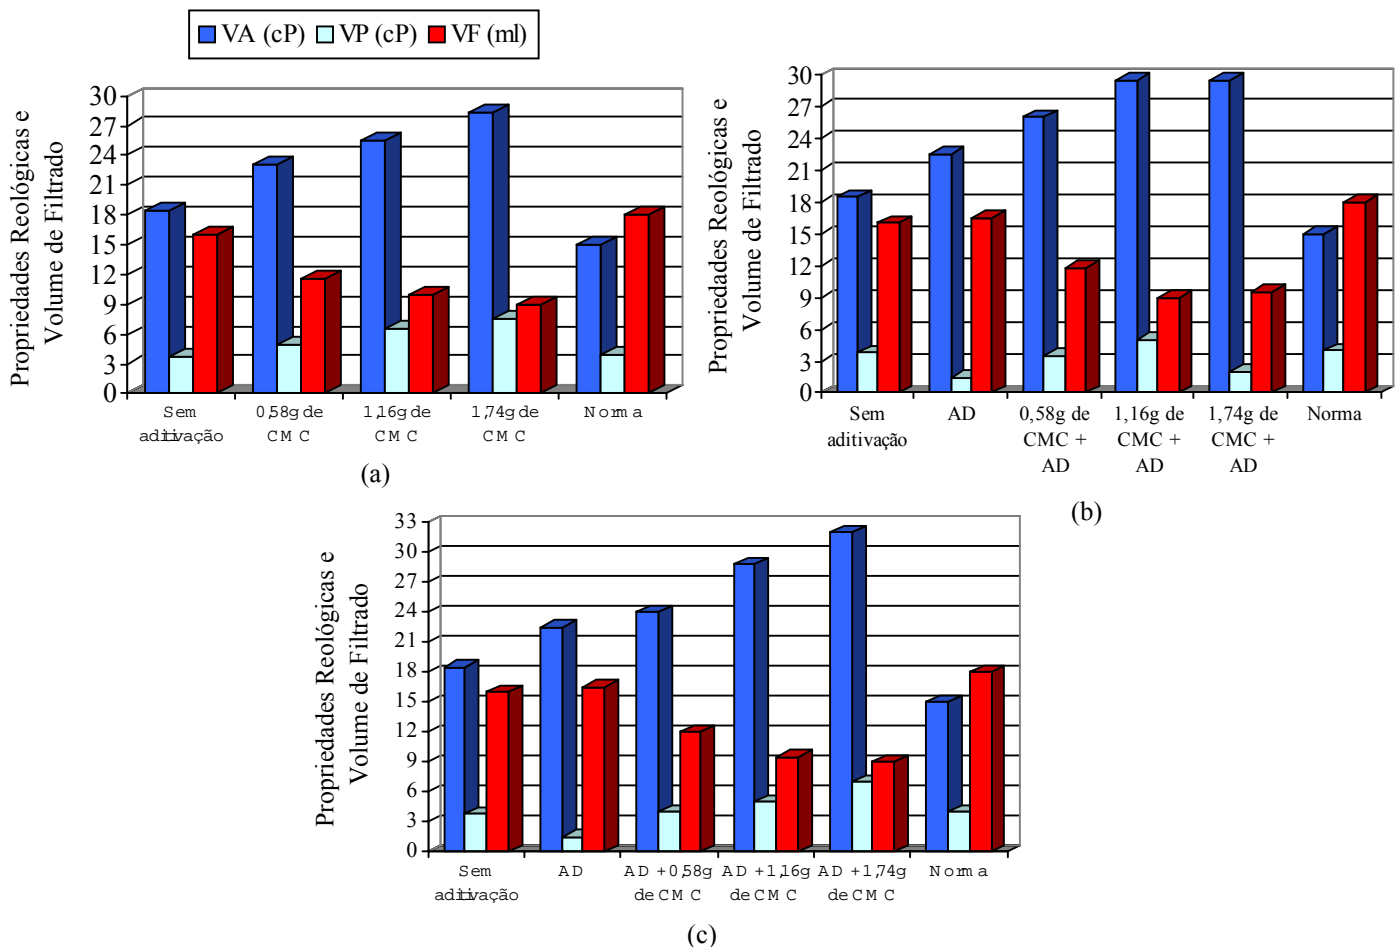 VA (cP) VP (cP) VF (ml)
Propriedades Reológicas e
Volume de Filtrado
30
27
24
21
18
15
12
9
6
3
0
Sem 0,58g de 1,16g de 1,74g de Norma
aditivação CMC CMC CMC
(a)
Propriedades Reológicas e
Volume de Filtrado
30
27
24
21
18
15
12
9
6
3
0
Sem AD 0,58g de 1,16g de 1,74g de Norma
aditivação CMC + CMC + CMC +
AD AD AD
(b)
Propriedades Reológicas e
Volume de Filtrado
33
30
27
24
21
18
15
12
9
6
3
0
Sem AD AD +0,58g AD +1,16g AD +1,74g Norma
aditivação de CMC de CMC de CMC
(c)